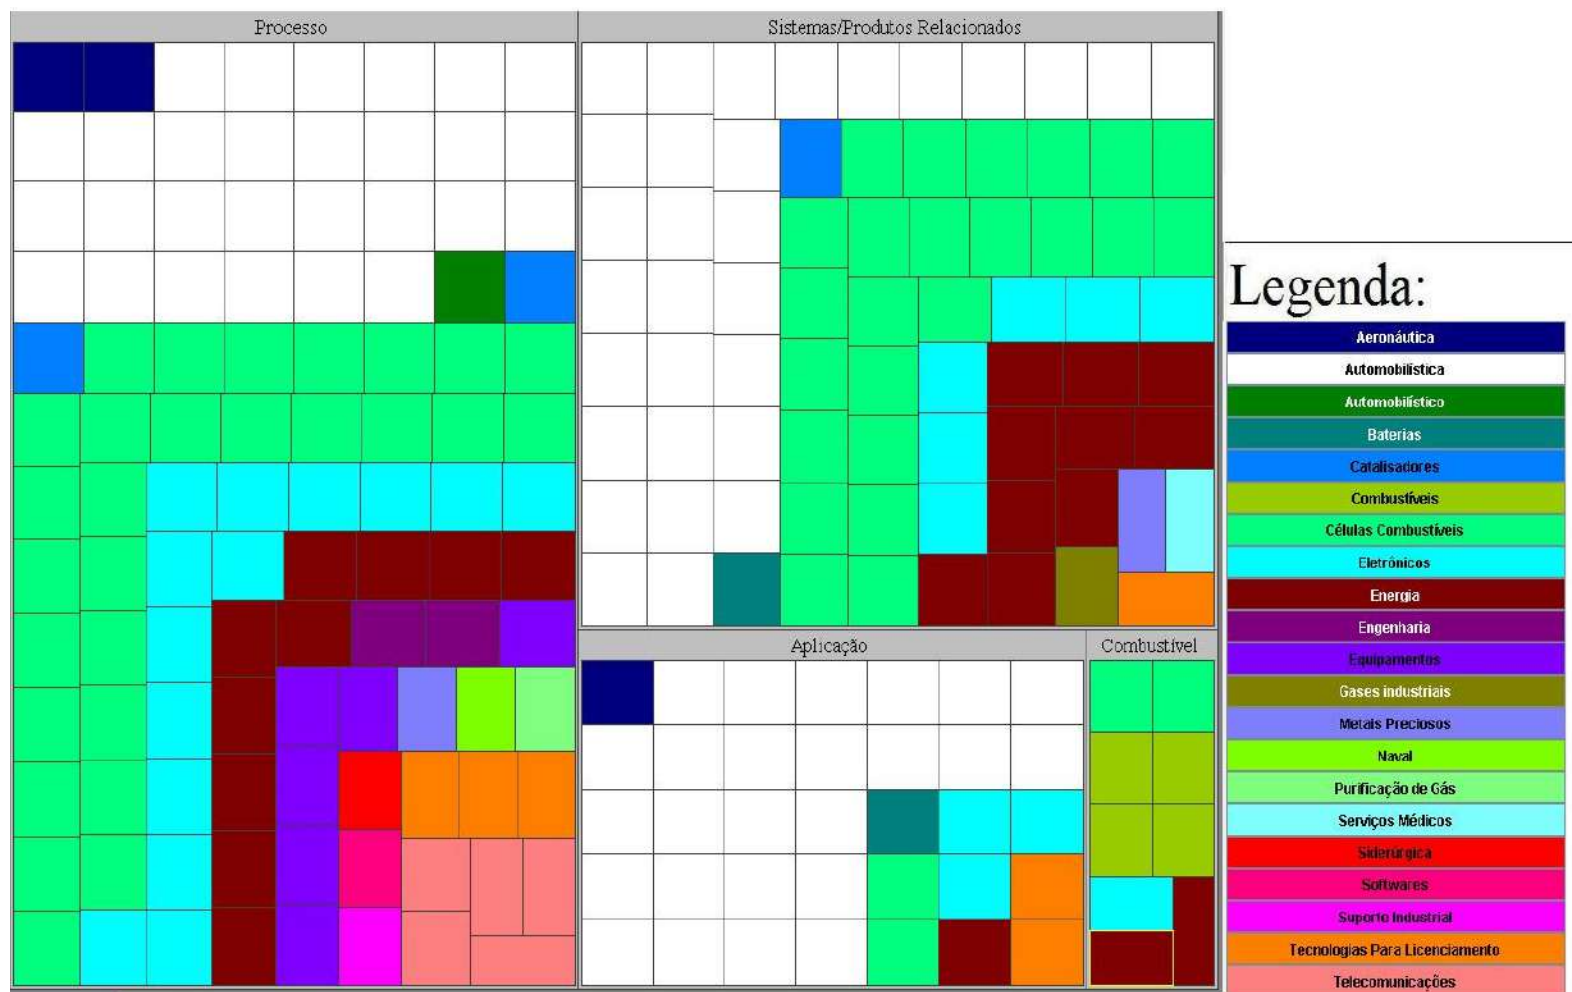 Processo
Sistemas/Produtos Relacionados
Aplicação
Combustível
Legenda:
Aeronáutica
Automobilística
Automobilístico
Baterias
Catalisadores
Combustíveis
Células Combustíveis
Eletrônicos
Energia
Engenharia
Equipamentos
Gases industriais
Metais Preciosos
Naval
Purificação de Gás
Serviços Médicos
Siderúrgica
Softwares
Suporto Industrial
Tecnologias Para Licenciamento
Telecomunicações